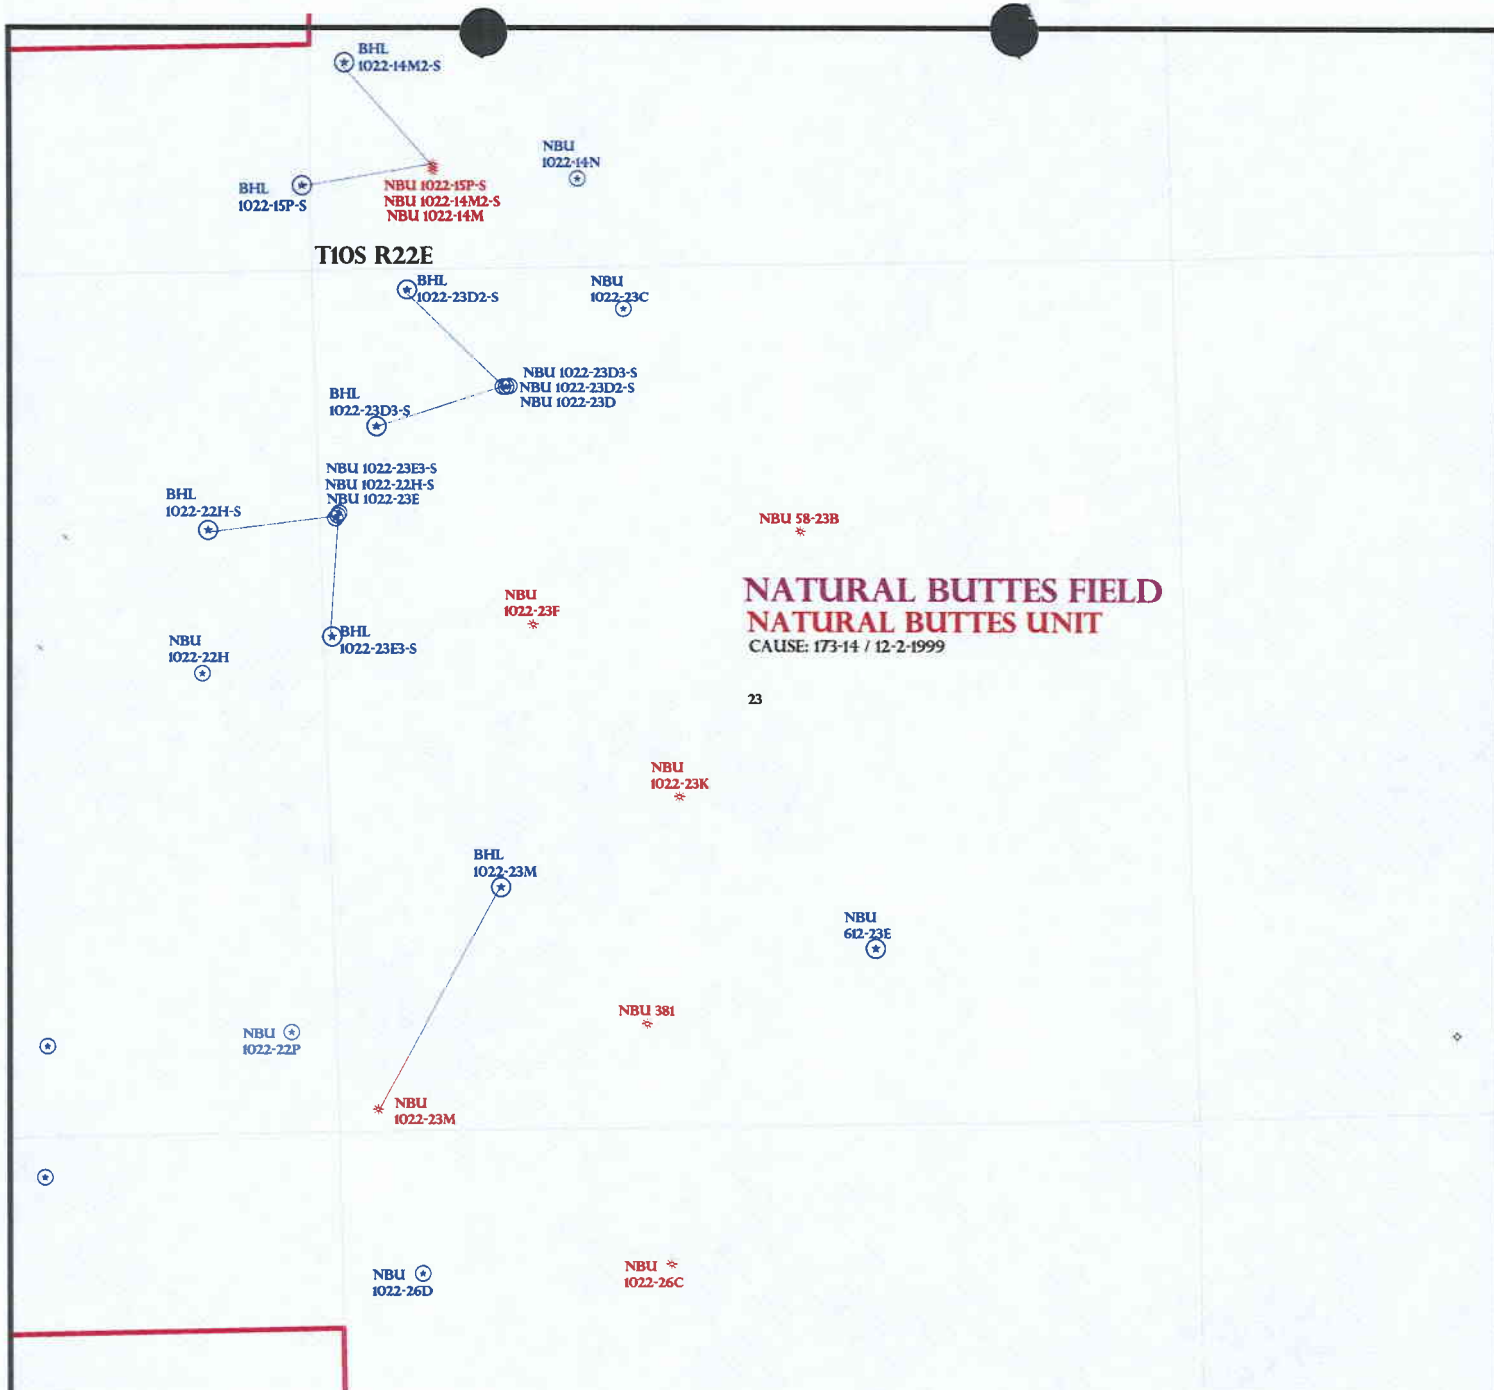 BHL
1022-14M2-S
NBU
1022-14N
BHL
1022-15P-S
NBU 1022-15P-S
NBU 1022-14M2-S
NBU 1022-14M
T10S R22E
BHL
1022-23D2-S
NBU
1022-23C
NBU 1022-23D3-S
NBU 1022-23D2-S
NBU 1022-23D
BHL
1022-23D3-S
NBU 1022-23E3-S
NBU 1022-22H-S
NBU 1022-23E
BHL
1022-22H-S
NBU 58-23B
NATURAL BUTTES FIELD
NATURAL BUTTES UNIT
CAUSE: 173-14 / 12-2-1999
NBU
1022-23F
BHL
1022-23E3-S
NBU
1022-22H
23
NBU
1022-23K
BHL
1022-23M
NBU
612-23E
NBU 381
NBU
1022-22P
NBU
1022-23M
NBU
1022-26D
NBU
1022-26C